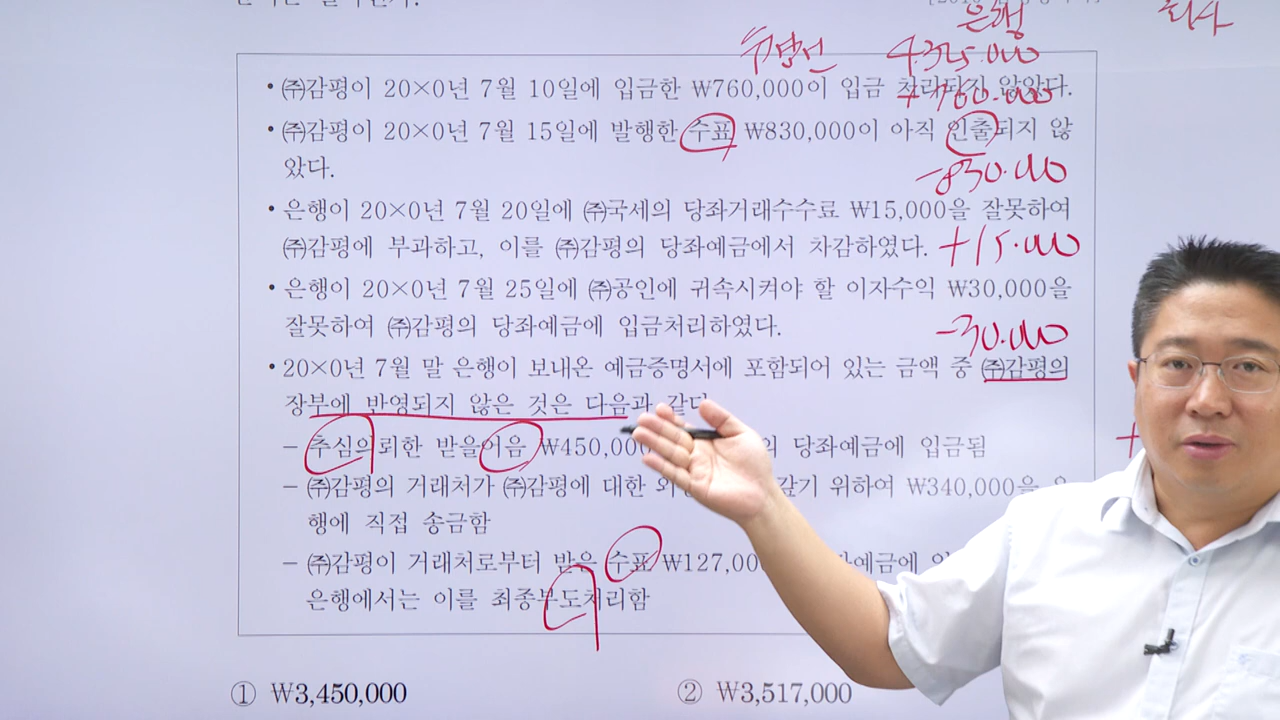 은행
수정전 4.325.000
• ㈜감평이 20×0년 7월 10일에 입금한 ₩760,000이 입금 처리되지 않았다.
+760.000
• ㈜감평이 20×0년 7월 15일에 발행한 수표 ₩830,000이 아직 인출되지 않
았다.
-830.000
• 은행이 20×0년 7월 20일에 ㈜국세의 당좌거래수수료 ₩15,000을 잘못하여
㈜감평에 부과하고, 이를 ㈜감평의 당좌예금에서 차감하였다. +15.000
• 은행이 20×0년 7월 25일에 ㈜공인에 귀속시켜야 할 이자수익 ₩30,000을
잘못하여 ㈜감평의 당좌예금에 입금처리하였다.
-30.000
• 20×0년 7월 말 은행이 보내온 예금증명서에 포함되어 있는 금액 중 ㈜감평의
장부에 반영되지 않은 것은 다음과 같다
– 추심의뢰한 받을어음 ₩450,00 의 당좌예금에 입금됨
– ㈜감평의 거래처가 ㈜감평에 대한 갚기 위하여 ₩340,000을
행에 직접 송금함
– ㈜감평이 거래처로부터 받은 수표 ₩127,00
은행에서는 이를 최종부도처리함
① ₩3,450,000 ② ₩3,517,000